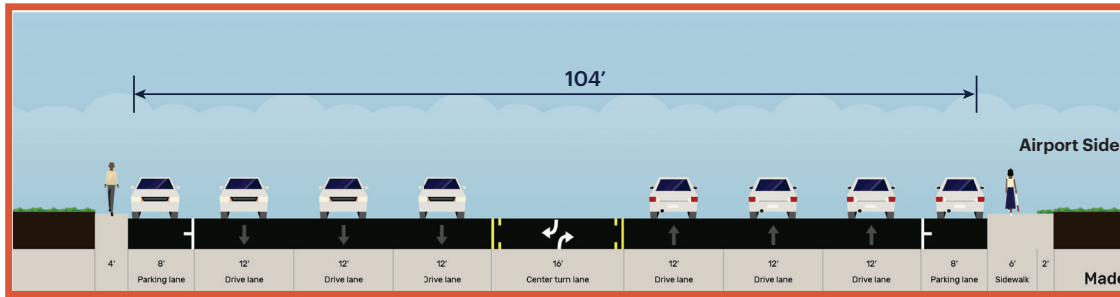 104′
Airport Side
4' 8' 12' 12' 12' 16' 12' 12' 12' 8' 6' 2'
Parking lane Drive lane Drive lane Drive lane Center turn lane Drive lane Drive lane Drive lane Parking lane Sidewalk
Made